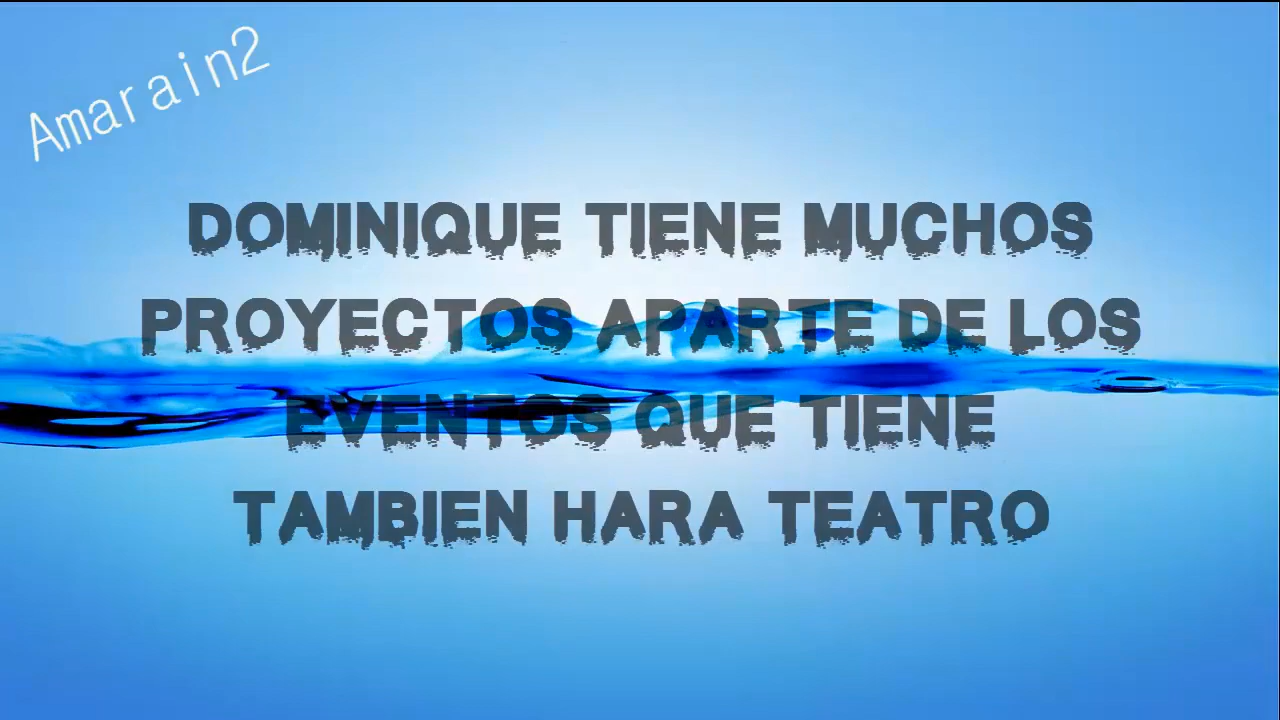 Amarain2
DOMINIQUE TIENE MUCHOS
PROYECTOS APARTE DE LOS
EVENTOS QUE TIENE
TAMBIEN HARA TEATRO